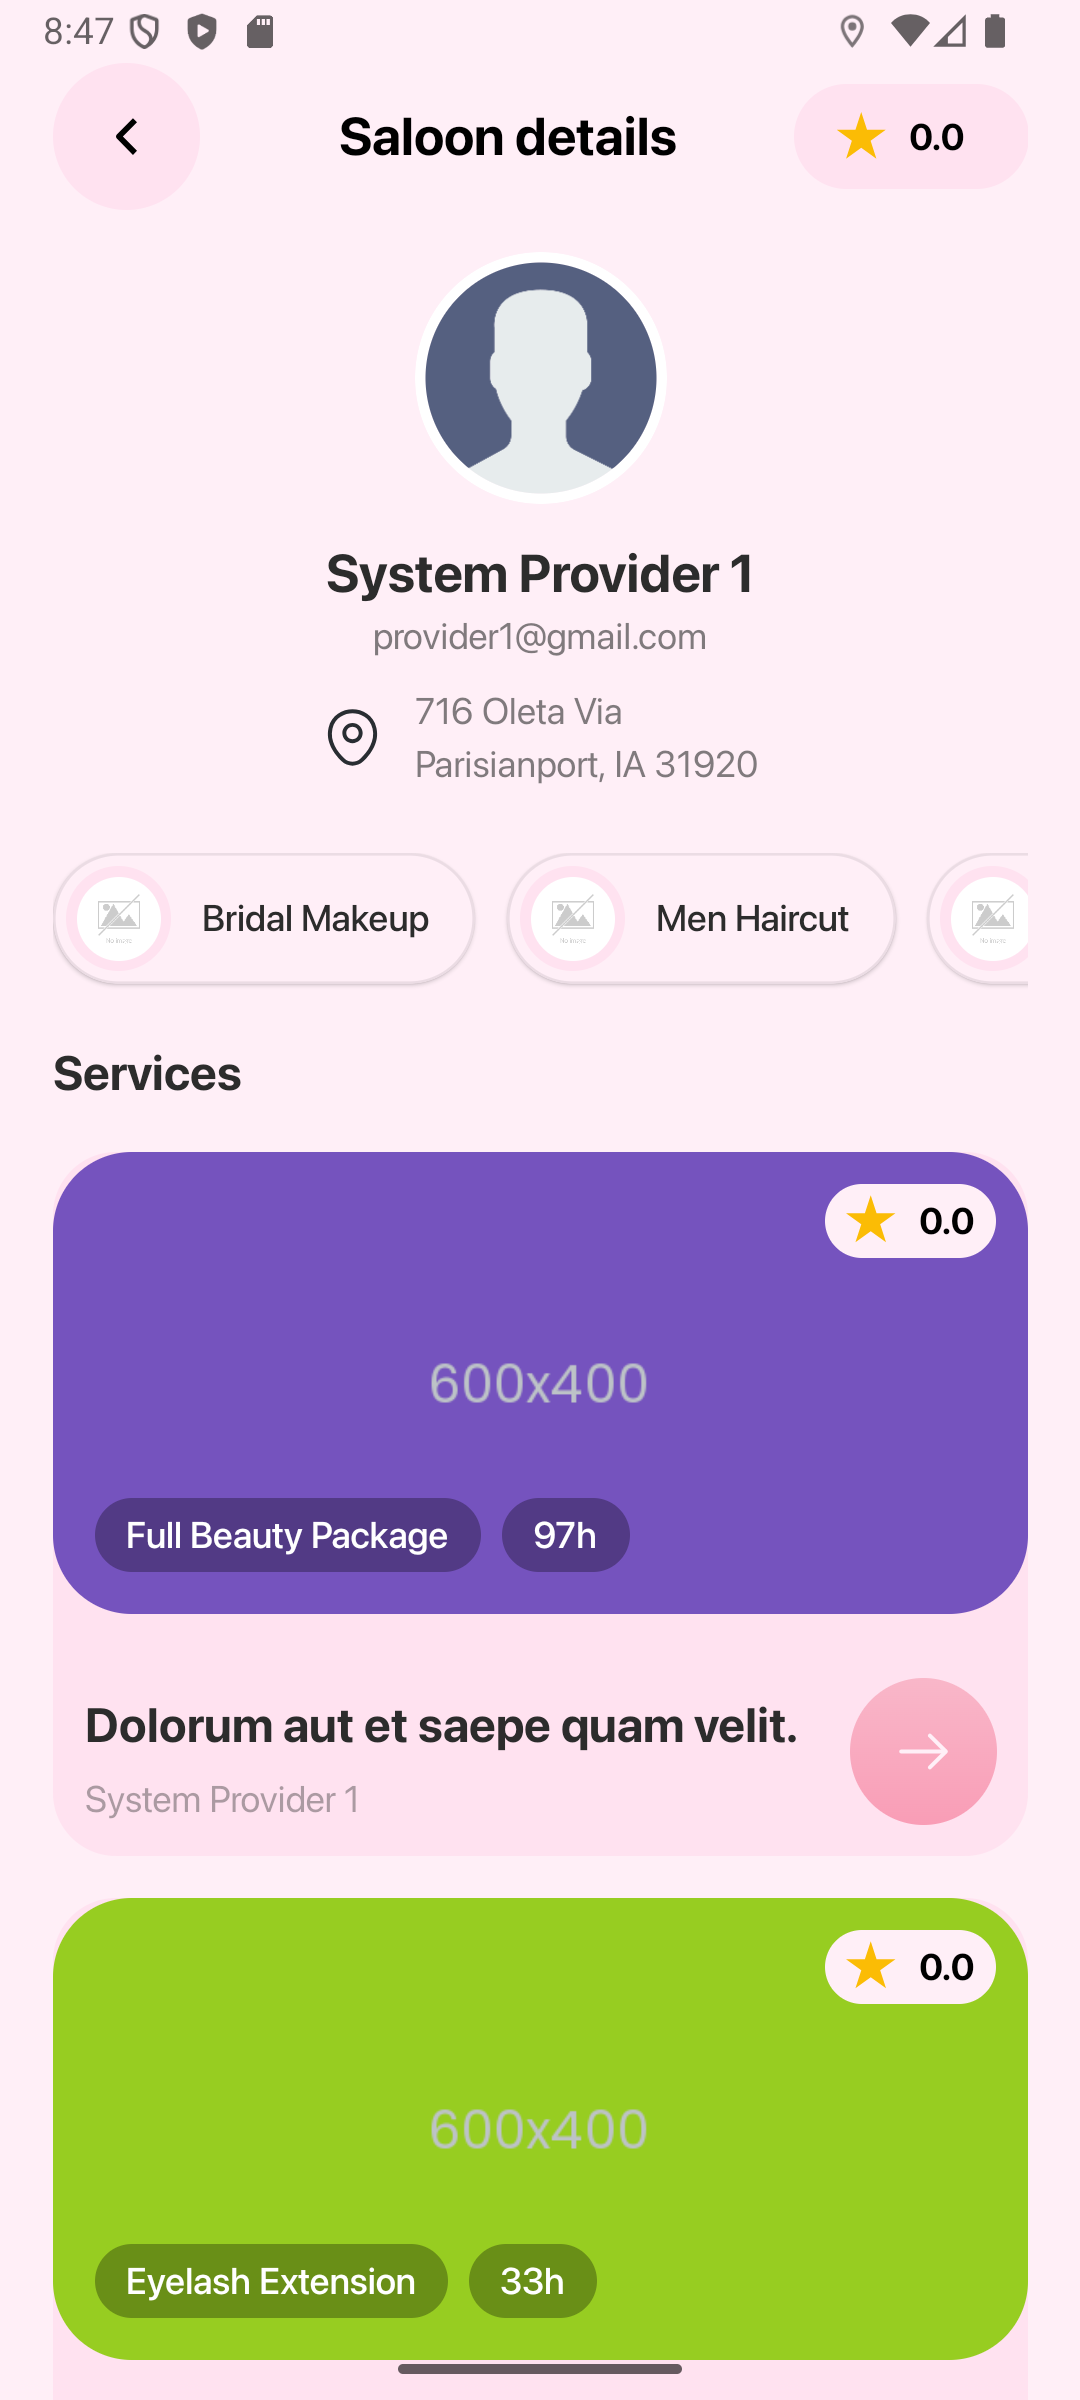 8:47
Saloon details
0.0
System Provider 1
provider1@gmail.com
716 Oleta Via
Parisianport, IA 31920
Bridal Makeup
Men Haircut
Services
0.0
600x400
Full Beauty Package
97h
Dolorum aut et saepe quam velit.
System Provider 1
0.0
600x400
Eyelash Extension
33h